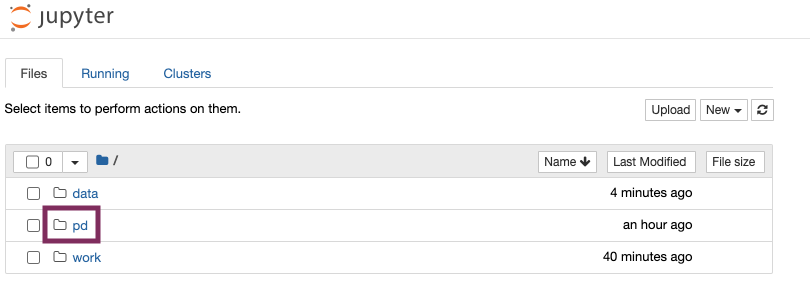 jupyter
Files Running Clusters
Select items to perform actions on them. Upload New
0 / Name Last Modified File size
data 4 minutes ago
pd an hour ago
work 40 minutes ago